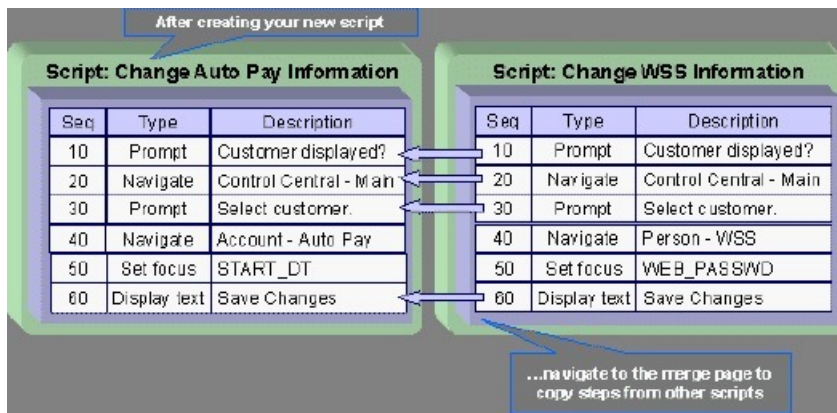 After creating your new script
Script: Change Auto Pay Information
Seq Type Description
10 Prompt Customer displayed?
20 Navigate Control Central - Main
30 Prompt Select customer.
40 Navigate Account - Auto Pay
50 Set focus START_DT
60 Display text Save Changes
Script: Change WSS Information
Seq Type Description
10 Prompt Customer displayed?
20 Navigate Control Central - Main
30 Prompt Select customer.
40 Navigate Person - WSS
50 Set focus WEB_PASSWD
60 Display text Save Changes
...navigate to the merge page to
copy steps from other scripts